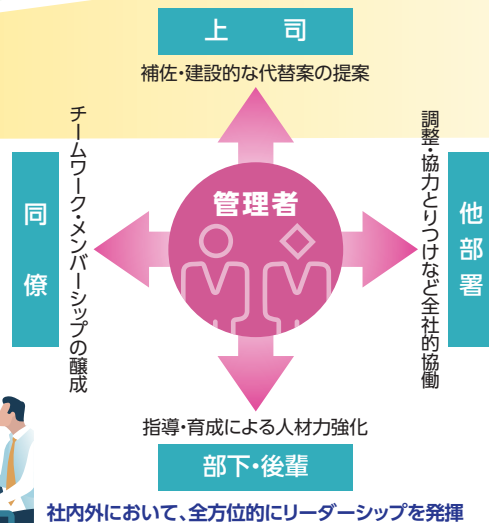 上司
補佐・建設的な代替案の提案
チームワーク・メンバーシップの醸成
同僚
管理者
調整・協力とりつけなど全社的協働
他部署
指導・育成による人材力強化
部下・後輩
社内外において、全方位的にリーダーシップを発揮